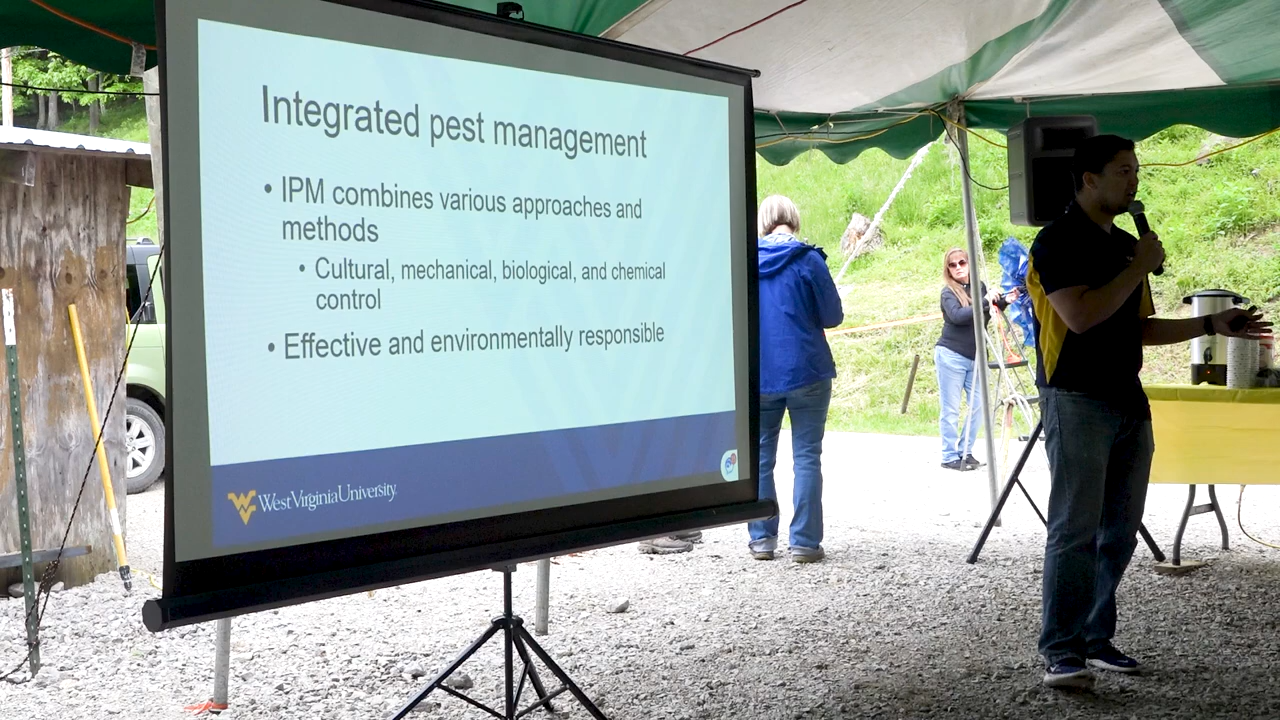 Integrated pest management
• IPM combines various approaches and
methods
• Cultural, mechanical, biological, and chemical
control
• Effective and environmentally responsible
WestVirginiaUniversity.